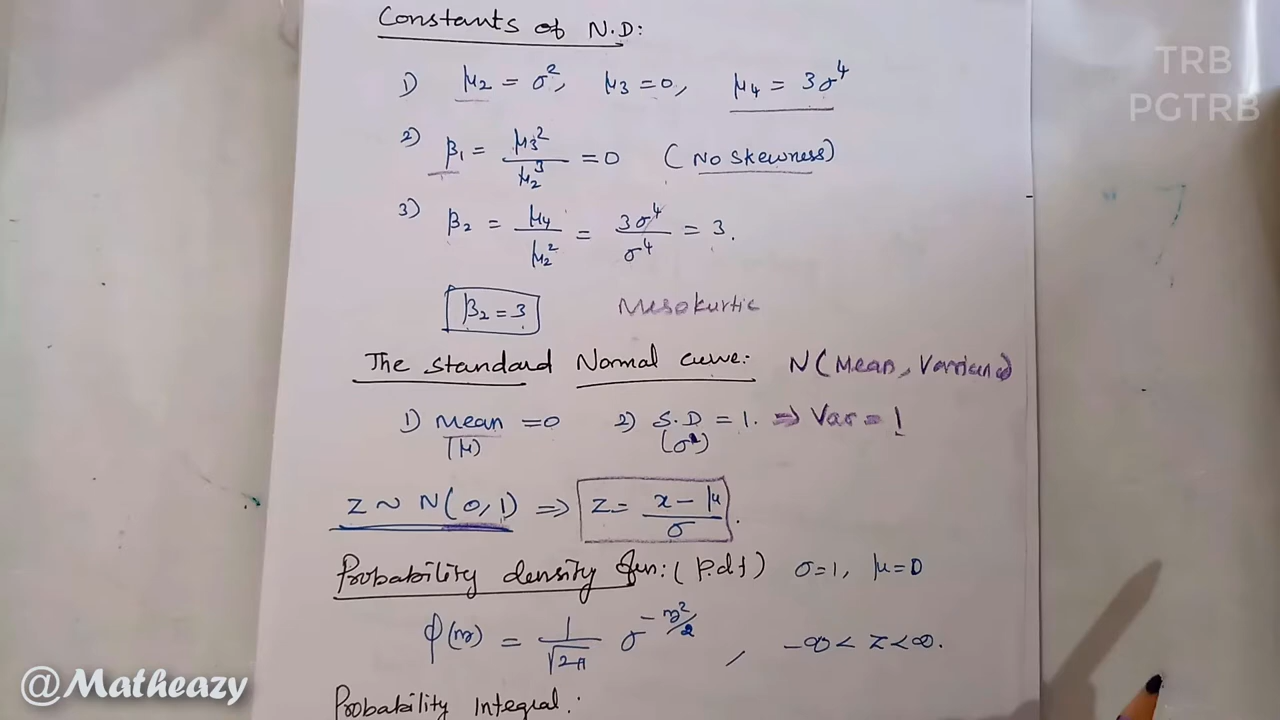 Constants of N.D:
TRB
PGTRB
1) μ₂ = σ², μ₃ = 0, μ₄ = 3σ⁴
2) β₁ = μ₃²/μ₂³ = 0 (No skewness)
3) β₂ = μ₄/μ₂² = 3σ⁴/σ⁴ = 3.
β₂ = 3 Mesokurtic
The standard Normal curve: N(Mean, Variance)
1) mean = 0 2) S.D = 1. ⇒ Var = 1
(μ) (σ²)
Z ~ N(0,1) ⇒ Z = x-μ/σ.
Probability density fun: (P.d.f) σ=1, μ=0
φ(z) = 1/√2π σ^-z²/2, -∞ < Z < ∞.
@Matheazy
Probability Integral: